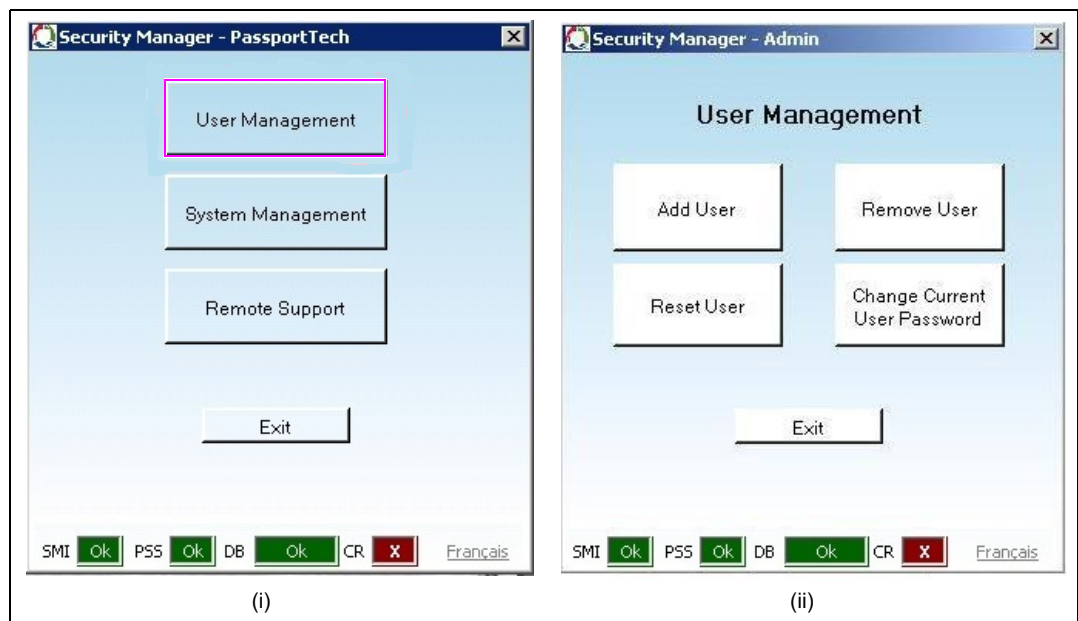 Security Manager - PassportTech
User Management
System Management
Remote Support
Exit
SMI Ok PSS Ok DB Ok CR X Français
(i)
Security Manager - Admin
User Management
Add User
Remove User
Reset User
Change Current
User Password
Exit
SMI Ok PSS Ok DB Ok CR X Français
(ii)